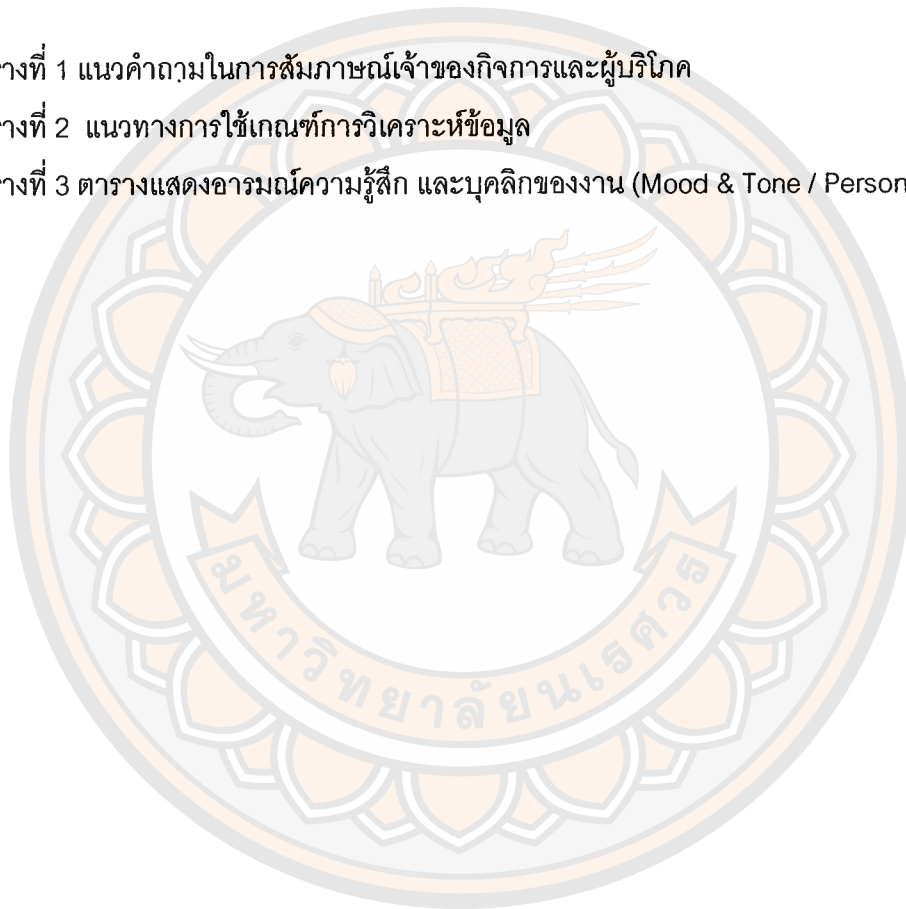 รางที่ 1 แนวคำถามในการสัมภาษณ์เจ้าของกิจการและผู้บริโภค
รางที่ 2 แนวทางการใช้เกณฑ์การวิเคราะห์ข้อมูล
รางที่ 3 ตารางแสดงอารมณ์ความรู้สึก และบุคลิกของงาน (Mood & Tone / Person
มหาวิทยาลัยนเรศวร